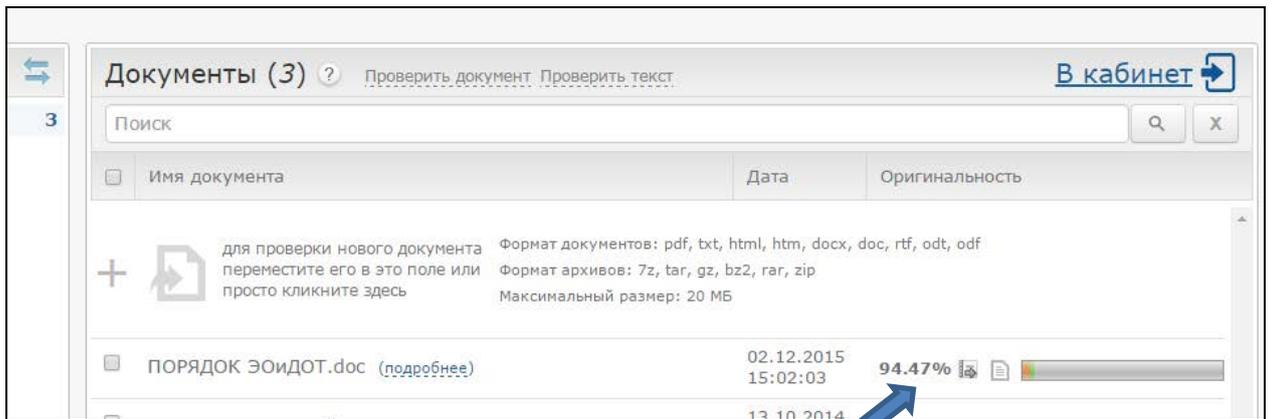 Документы (3) ? Проверить документ Проверить текст В кабинет
3
Поиск X
Имя документа Дата Оригинальность
для проверки нового документа
переместите его в это поле или
просто кликните здесь
Формат документов: pdf, txt, html, htm, docx, doc, rtf, odt, odf
Формат архивов: 7z, tar, gz, bz2, rar, zip
Максимальный размер: 20 МБ
ПОРЯДОК ЭОиДОТ.doc (подробнее) 02.12.2015
15:02:03 94.47%
13.10.2014